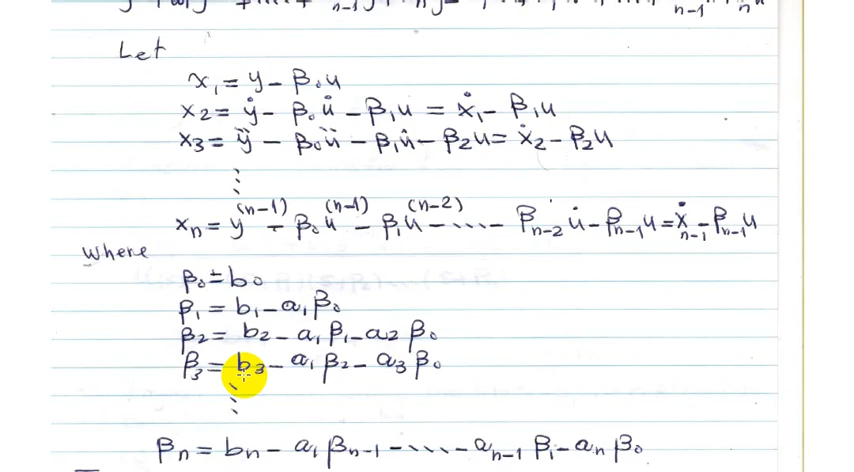 Let
x₁ = y - β₀u
x₂ = ẏ - β₀u̇ - β₁u = ẋ₁ - β₁u
x₃ = ÿ - β₀ü - β₁u̇ - β₂u = ẋ₂ - β₂u
⋮
xₙ = y⁽ⁿ⁻¹⁾ - β₀u⁽ⁿ⁻¹⁾ - β₁u⁽ⁿ⁻²⁾ - ... - βₙ₋₂u̇ - βₙ₋₁u = ẋₙ₋₁ - βₙ₋₁u
where
β₀ = b₀
β₁ = b₁ - a₁β₀
β₂ = b₂ - a₁β₁ - a₂β₀
β₃ = b₃ - a₁β₂ - a₃β₀
⋮
βₙ = bₙ - a₁βₙ₋₁ - ... - aₙ₋₁β₁ - aₙβ₀